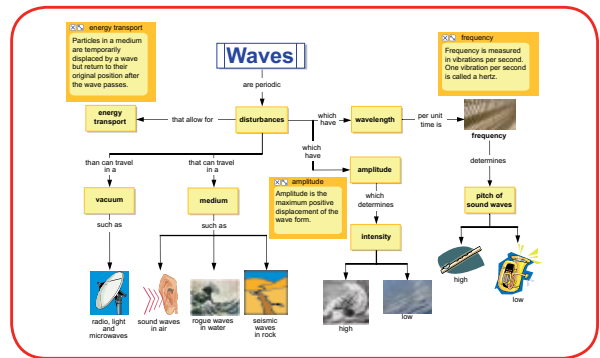 energy transport
Particles in a medium
are temporarily
displaced by a wave
but return to their
original position after
the wave passes.
Waves
frequency
Frequency is measured
in vibrations per second.
One vibration per second
is called a hertz.
are periodic
energy
transport
that allow for
disturbances
which
have
wavelength
per unit
time is
frequency
than can travel
in a
that can travel
in a
which
have
amplitude
determines
vacuum
medium
amplitude
Amplitude is the
maximum positive
displacement of the
wave form.
which
determines
pitch of
sound waves
such as
such as
intensity
high
low
radio, light
and
microwaves
sound waves
in air
rogue waves
in water
seismic
waves
in rock
high
low